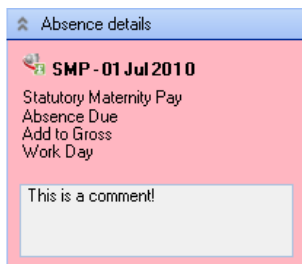 Absence details
SMP - 01 Jul 2010
Statutory Maternity Pay
Absence Due
Add to Gross
Work Day
This is a comment!